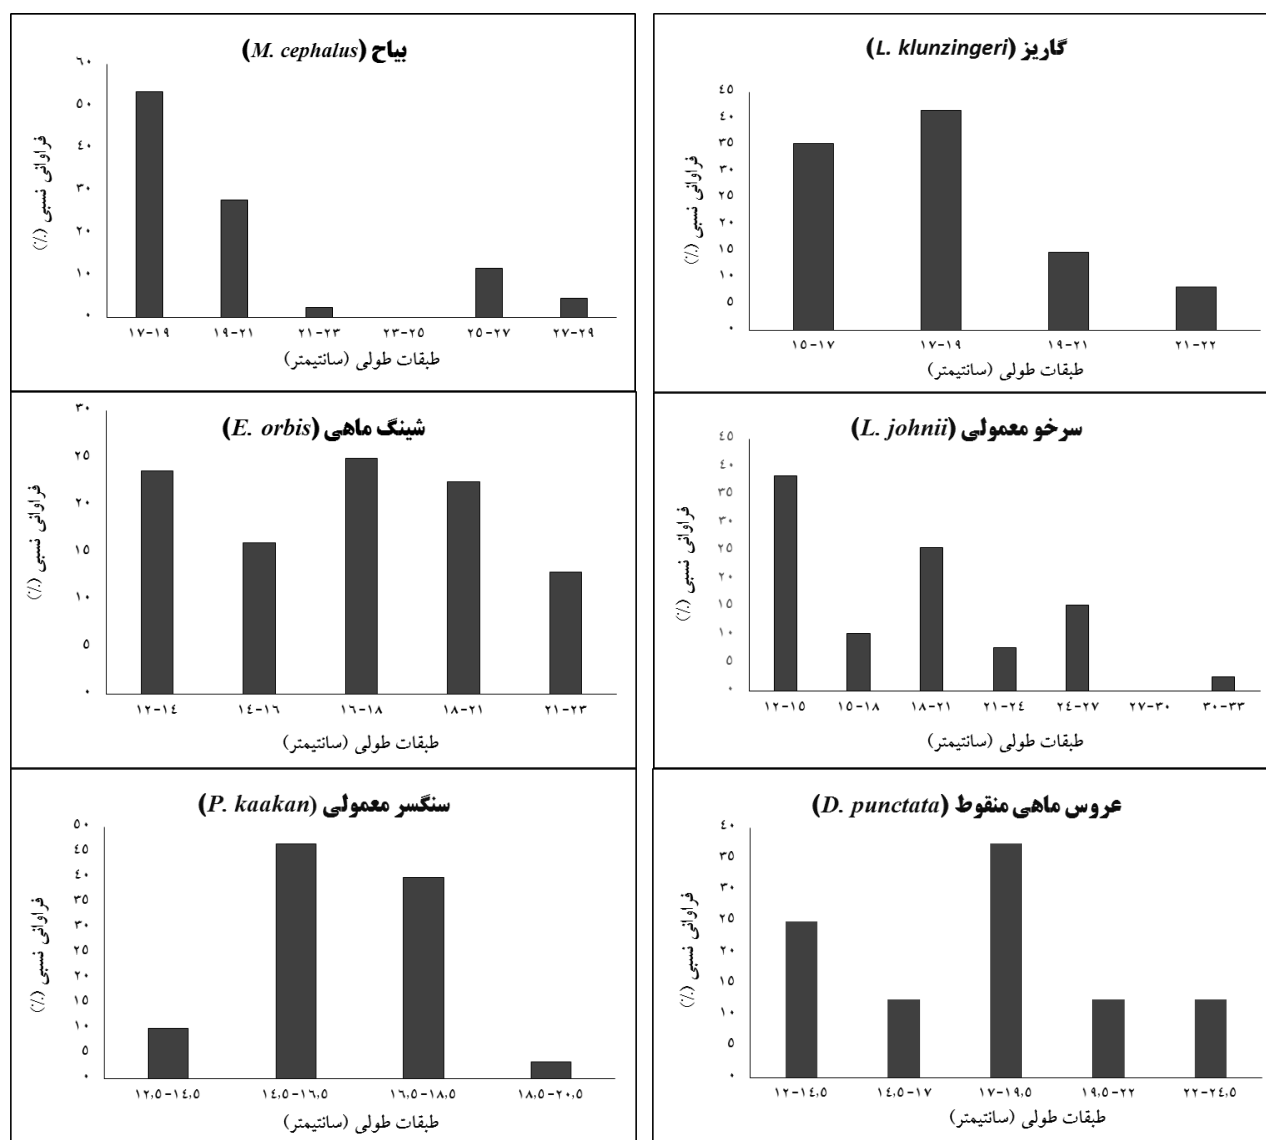 بیاح (M. cephalus)
۶۰
۵۰
۴۰
۳۰
۲۰
۱۰
۰
فراوانی نسبی (٪)
۱۷-۱۹ ۱۹-۲۱ ۲۱-۲۳ ۲۳-۲۵ ۲۵-۲۷ ۲۷-۲۹
طبقات طولی (سانتیمتر)
گاریز (L. klunzingeri)
۴۵
۴۰
۳۵
۳۰
۲۵
۲۰
۱۵
۱۰
۵
۰
فراوانی نسبی (٪)
۱۵-۱۷ ۱۷-۱۹ ۱۹-۲۱ ۲۱-۲۲
طبقات طولی (سانتیمتر)
شینگ ماهی (E. orbis)
۳۰
۲۵
۲۰
۱۵
۱۰
۵
۰
فراوانی نسبی (٪)
۱۲-۱۴ ۱۴-۱۶ ۱۶-۱۸ ۱۸-۲۱ ۲۱-۲۳
طبقات طولی (سانتیمتر)
سرخو معمولی (L. johnii)
۴۵
۴۰
۳۵
۳۰
۲۵
۲۰
۱۵
۱۰
۵
۰
فراوانی نسبی (٪)
۱۲-۱۵ ۱۵-۱۸ ۱۸-۲۱ ۲۱-۲۴ ۲۴-۲۷ ۲۷-۳۰ ۳۰-۳۳
طبقات طولی (سانتیمتر)
سنگسر معمولی (P. kaakan)
۵۰
۴۵
۴۰
۳۵
۳۰
۲۵
۲۰
۱۵
۱۰
۵
۰
فراوانی نسبی (٪)
۱۲,۵-۱۴,۵ ۱۴,۵-۱۶,۵ ۱۶,۵-۱۸,۵ ۱۸,۵-۲۰,۵
طبقات طولی (سانتیمتر)
عروس ماهی منقوط (D. punctata)
۴۰
۳۵
۳۰
۲۵
۲۰
۱۵
۱۰
۵
۰
فراوانی نسبی (٪)
۱۲-۱۴,۵ ۱۴,۵-۱۷ ۱۷-۱۹,۵ ۱۹,۵-۲۲ ۲۲-۲۴,۵
طبقات طولی (سانتیمتر)